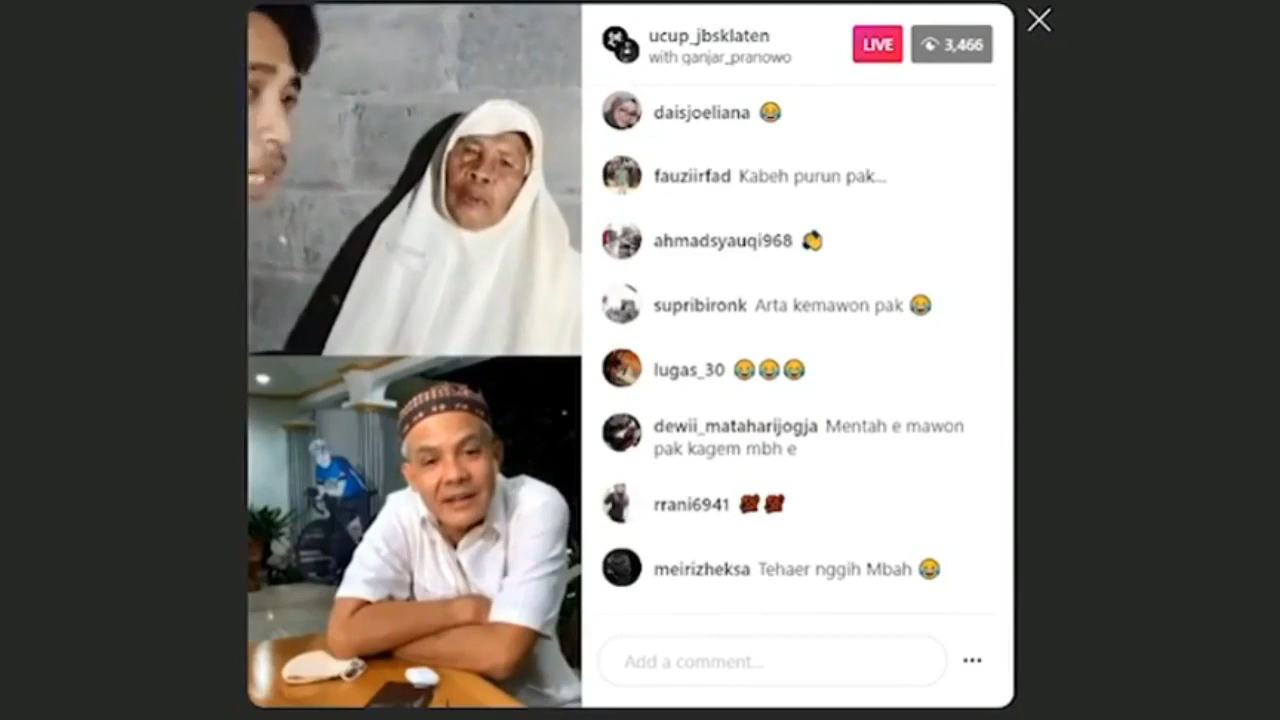 ucup_jbsklaten
with ganjar_pranowo
LIVE
3,466
daisjoeliana 😂
fauziirfad Kabeh purun pak...
ahmadsyauqi968 👏
supribironk Arta kemawon pak 😂
lugas_30 😂😂😂
dewii_mataharijogja Mentah e mawon
pak kagem mbh e
rrani6941 💯 💯
meirizheksa Tehaer nggih Mbah 😂
Add a comment...